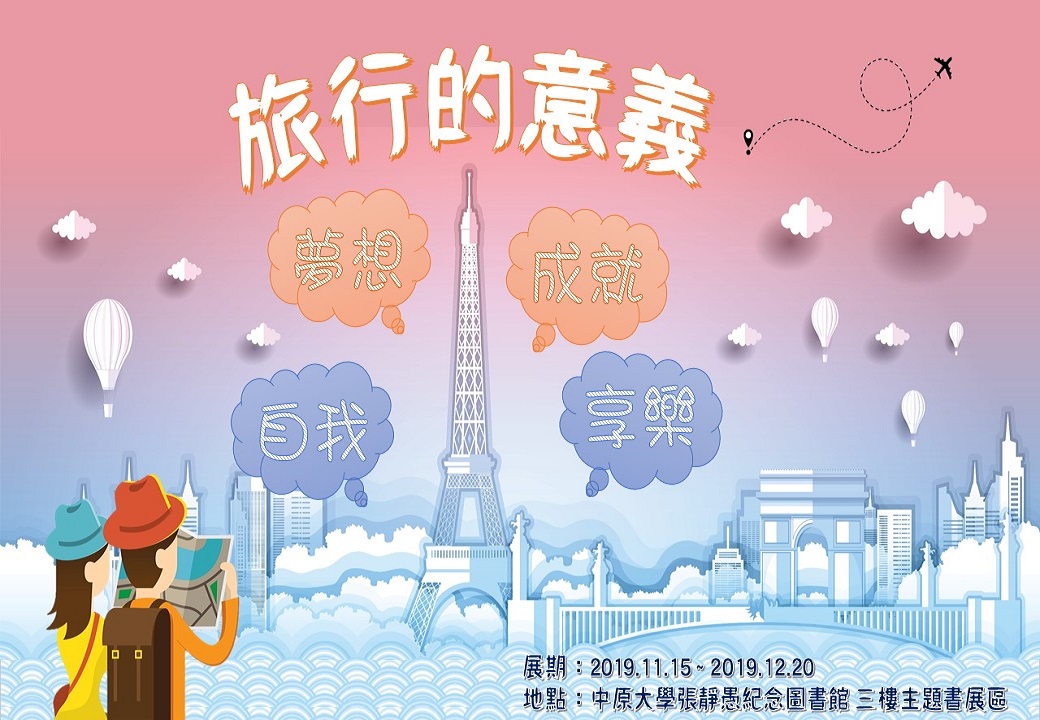 旅行的意義
夢想
成就
自我
享樂
展期：2019.11.15~2019.12.20
地點：中原大學張靜愚紀念圖書館 三樓主題書展區